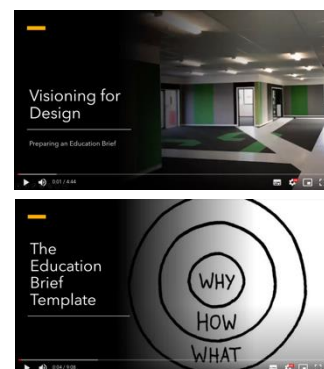 Visioning for
Design
Preparing an Education Brief
0:01 / 4:44
The
Education
Brief
Template
WHY
HOW
WHAT
0:04 / 9:08